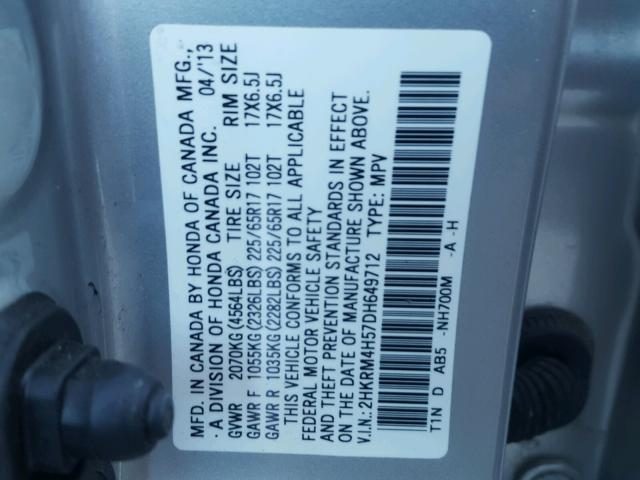 MFD. IN CANADA BY HONDA OF CANADA MFG.,
- A DIVISION OF HONDA CANADA INC. 04/'13
GVWR 2070KG(4564LBS) TIRE SIZE RIM SIZE
GAWR F 1055KG(2326LBS) 225/65R17 102T 17X6.5J
GAWR R 1035KG(2282LBS) 225/65R17 102T 17X6.5J
THIS VEHICLE CONFORMS TO ALL APPLICABLE
FEDERAL MOTOR VEHICLE SAFETY
AND THEFT PREVENTION STANDARDS IN EFFECT
ON THE DATE OF MANUFACTURE SHOWN ABOVE.
V.I.N.: 2HKRM4H57DH649712 TYPE: MPV
T1N D AB5 -NH700M -A -H